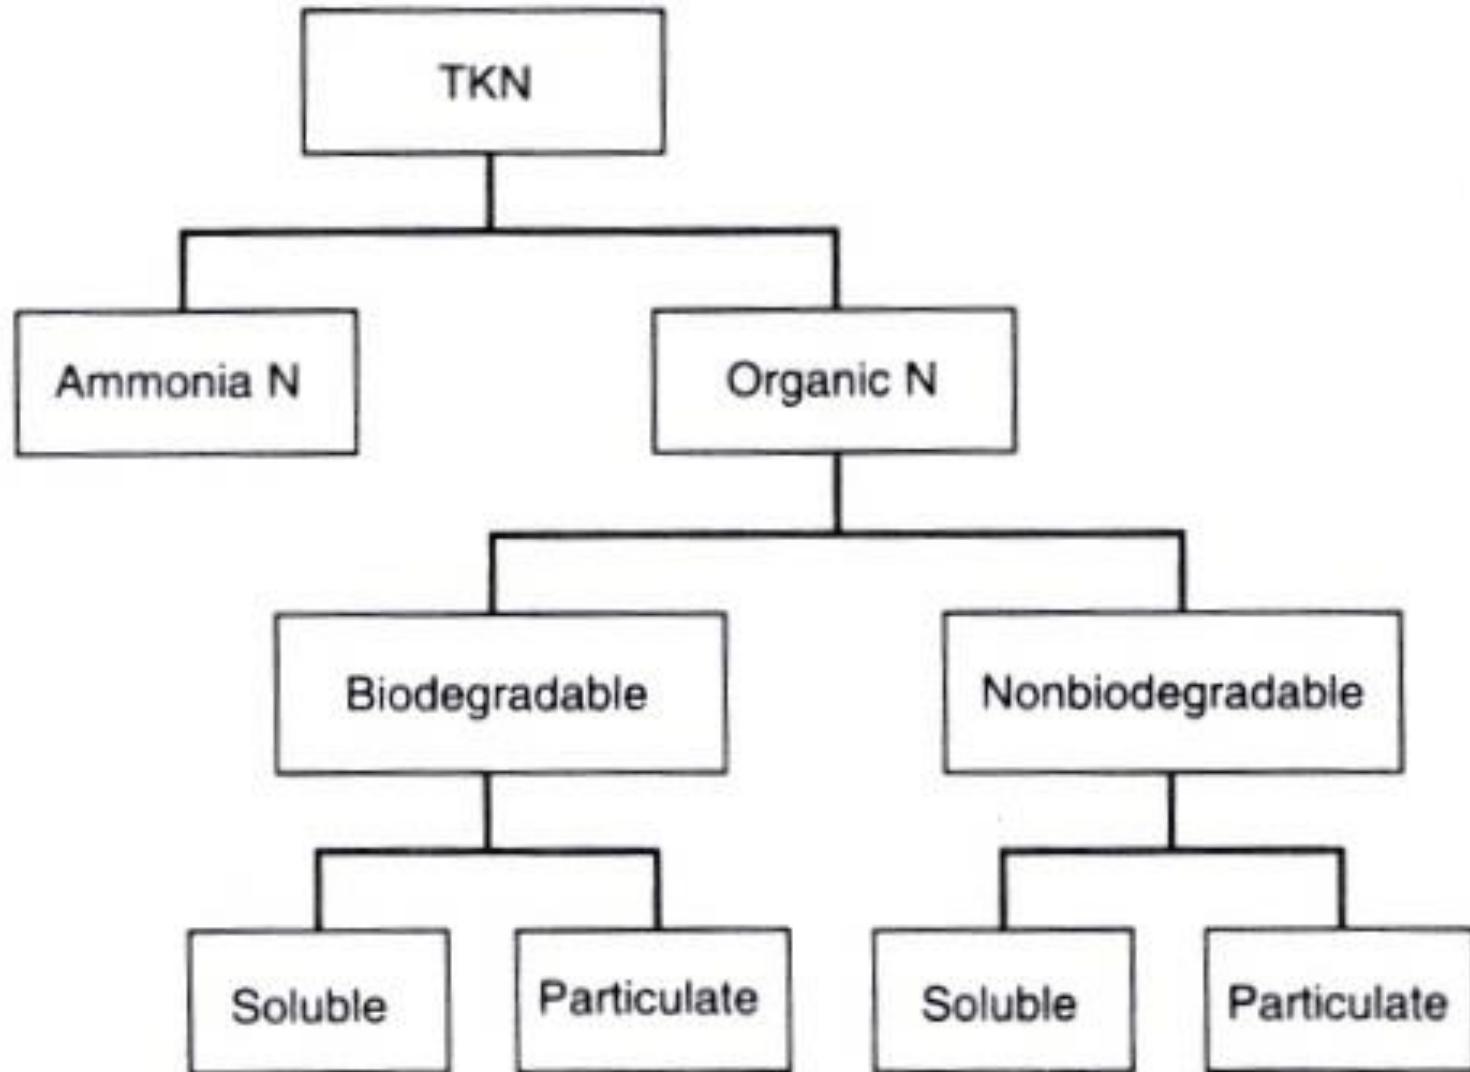 TKN
Ammonia N
Organic N
Biodegradable
Nonbiodegradable
Soluble
Particulate
Soluble
Particulate